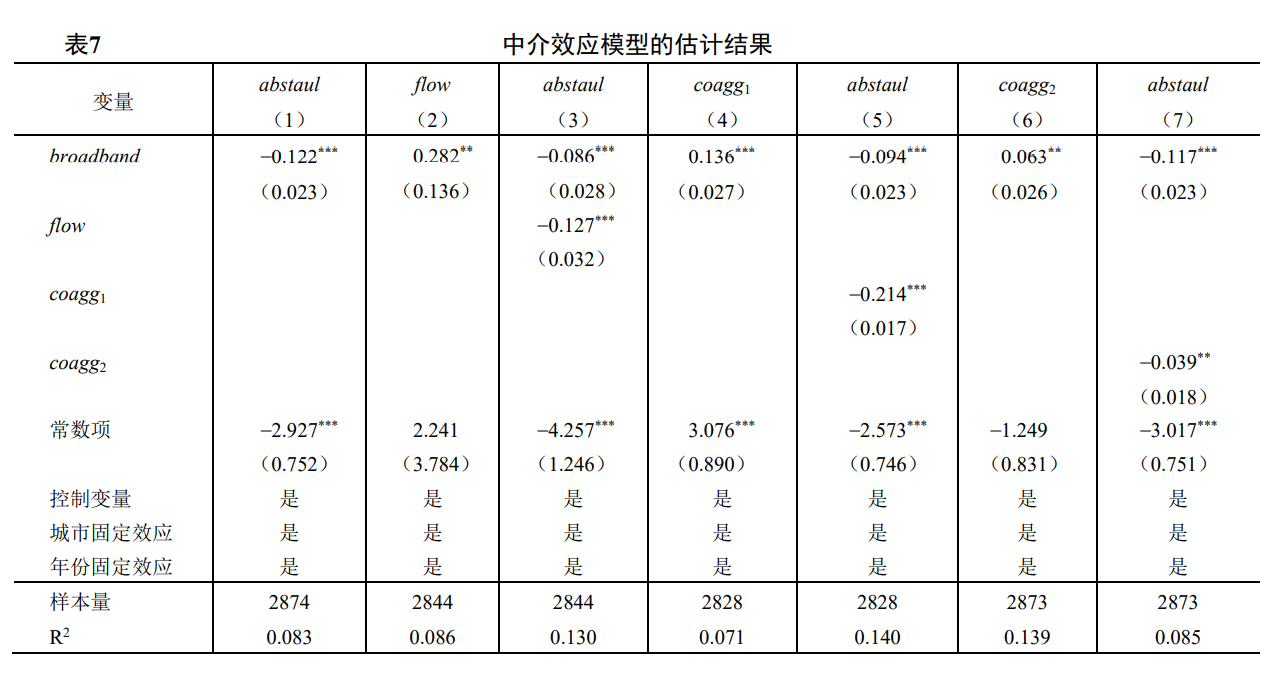 表7 中介效应模型的估计结果
变量 abstaul flow abstaul coagg₁ abstaul coagg₂ abstaul
（1） （2） （3） （4） （5） （6） （7）
broadband −0.122*** 0.282** −0.086*** 0.136*** −0.094*** 0.063** −0.117***
（0.023） （0.136） （0.028） （0.027） （0.023） （0.026） （0.023）
flow −0.127***
（0.032）
coagg₁ −0.214***
（0.017）
coagg₂ −0.039**
（0.018）
常数项 −2.927*** 2.241 −4.257*** 3.076*** −2.573*** −1.249 −3.017***
（0.752） （3.784） （1.246） （0.890） （0.746） （0.831） （0.751）
控制变量 是 是 是 是 是 是 是
城市固定效应 是 是 是 是 是 是 是
年份固定效应 是 是 是 是 是 是 是
样本量 2874 2844 2844 2828 2828 2873 2873
R² 0.083 0.086 0.130 0.071 0.140 0.139 0.085